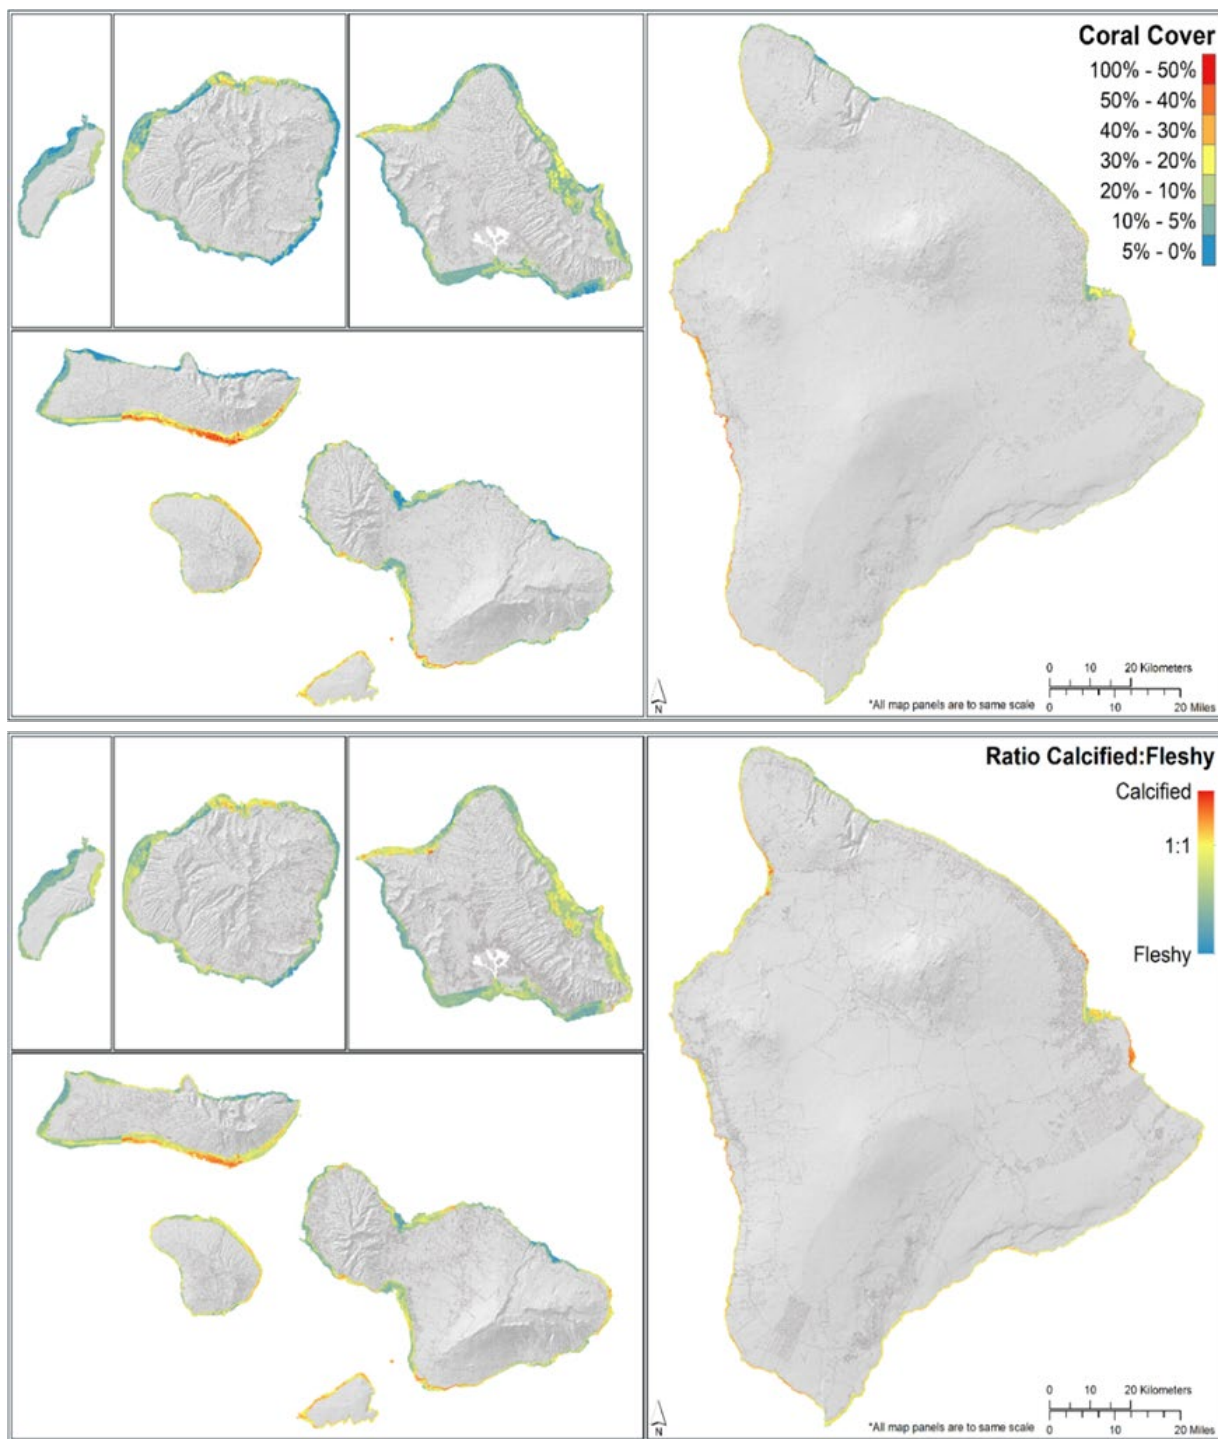 Coral Cover
100% - 50%
50% - 40%
40% - 30%
30% - 20%
20% - 10%
10% - 5%
5% - 0%
0 10 20 Kilometers
N
*All map panels are to same scale
0 10 20 Miles
Ratio Calcified:Fleshy
Calcified
1:1
Fleshy
0 10 20 Kilometers
N
*All map panels are to same scale
0 10 20 Miles